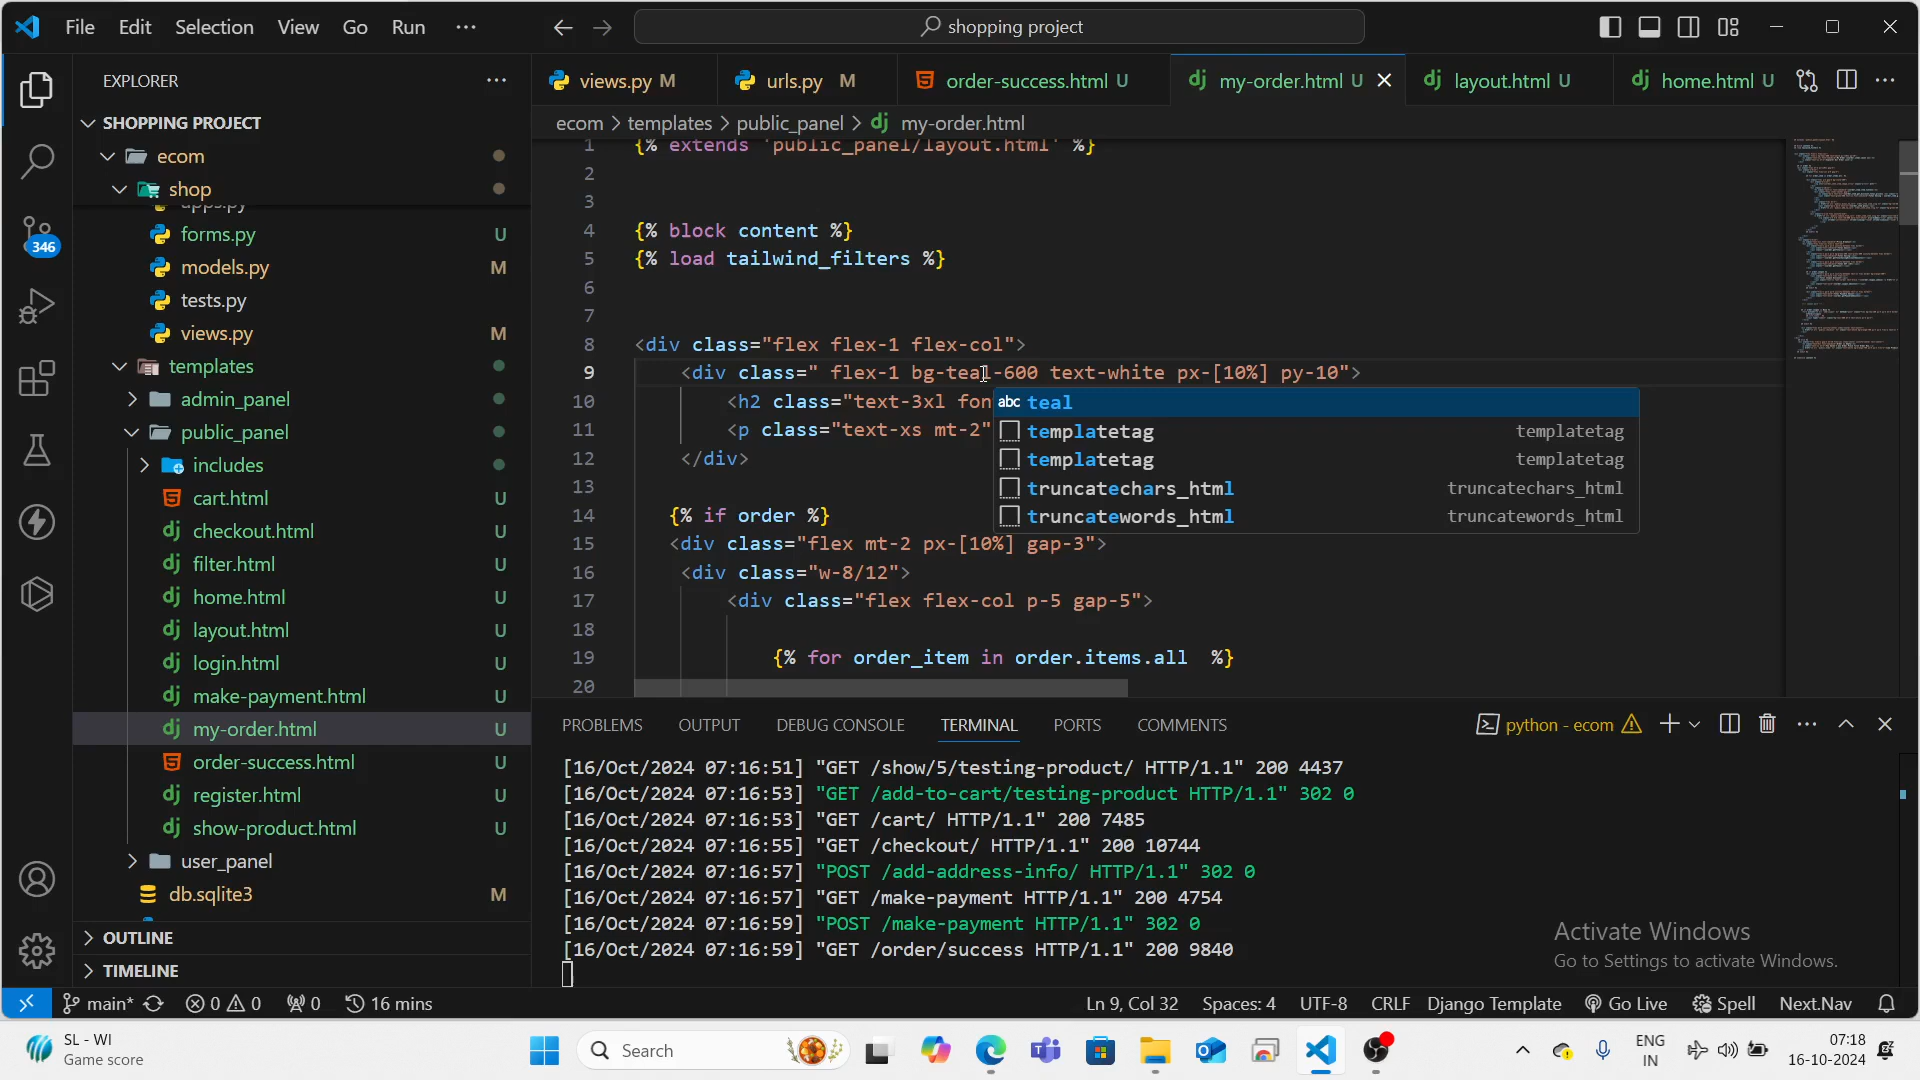 File Edit Selection View Go Run ···
shopping project
EXPLORER ···
SHOPPING PROJECT
ecom
shop
apps.py
forms.py U
models.py M
tests.py
views.py M
templates
admin_panel
public_panel
includes
cart.html U
checkout.html U
filter.html U
home.html U
layout.html U
login.html U
make-payment.html U
my-order.html U
order-success.html U
register.html U
show-product.html U
user_panel
db.sqlite3 M
OUTLINE
TIMELINE
346
views.py M urls.py M order-success.html U my-order.html U layout.html U home.html U
ecom > templates > public_panel > my-order.html
1 {% extends 'public_panel/layout.html' %}
2
3
4 {% block content %}
5 {% load tailwind_filters %}
6
7
8 <div class="flex flex-1 flex-col">
9 <div class=" flex-1 bg-teal-600 text-white px-[10%] py-10">
10 <h2 class="text-3xl fon
11 <p class="text-xs mt-2"
12 </div>
13
14 {% if order %}
15 <div class="flex mt-2 px-[10%] gap-3">
16 <div class="w-8/12">
17 <div class="flex flex-col p-5 gap-5">
18
19 {% for order_item in order.items.all %}
20
abc teal
templatetag templatetag
templatetag templatetag
truncatechars_html truncatechars_html
truncatewords_html truncatewords_html
PROBLEMS OUTPUT DEBUG CONSOLE TERMINAL PORTS COMMENTS python - ecom
[16/Oct/2024 07:16:51] "GET /show/5/testing-product/ HTTP/1.1" 200 4437
[16/Oct/2024 07:16:53] "GET /add-to-cart/testing-product HTTP/1.1" 302 0
[16/Oct/2024 07:16:53] "GET /cart/ HTTP/1.1" 200 7485
[16/Oct/2024 07:16:55] "GET /checkout/ HTTP/1.1" 200 10744
[16/Oct/2024 07:16:57] "POST /add-address-info/ HTTP/1.1" 302 0
[16/Oct/2024 07:16:57] "GET /make-payment HTTP/1.1" 200 4754
[16/Oct/2024 07:16:59] "POST /make-payment HTTP/1.1" 302 0
[16/Oct/2024 07:16:59] "GET /order/success HTTP/1.1" 200 9840
Activate Windows
Go to Settings to activate Windows.
main* 0 0 0 16 mins Ln 9, Col 32 Spaces: 4 UTF-8 CRLF Django Template Go Live Spell Next.Nav
SL - WI
Game score
Search
ENG
IN
07:18
16-10-2024